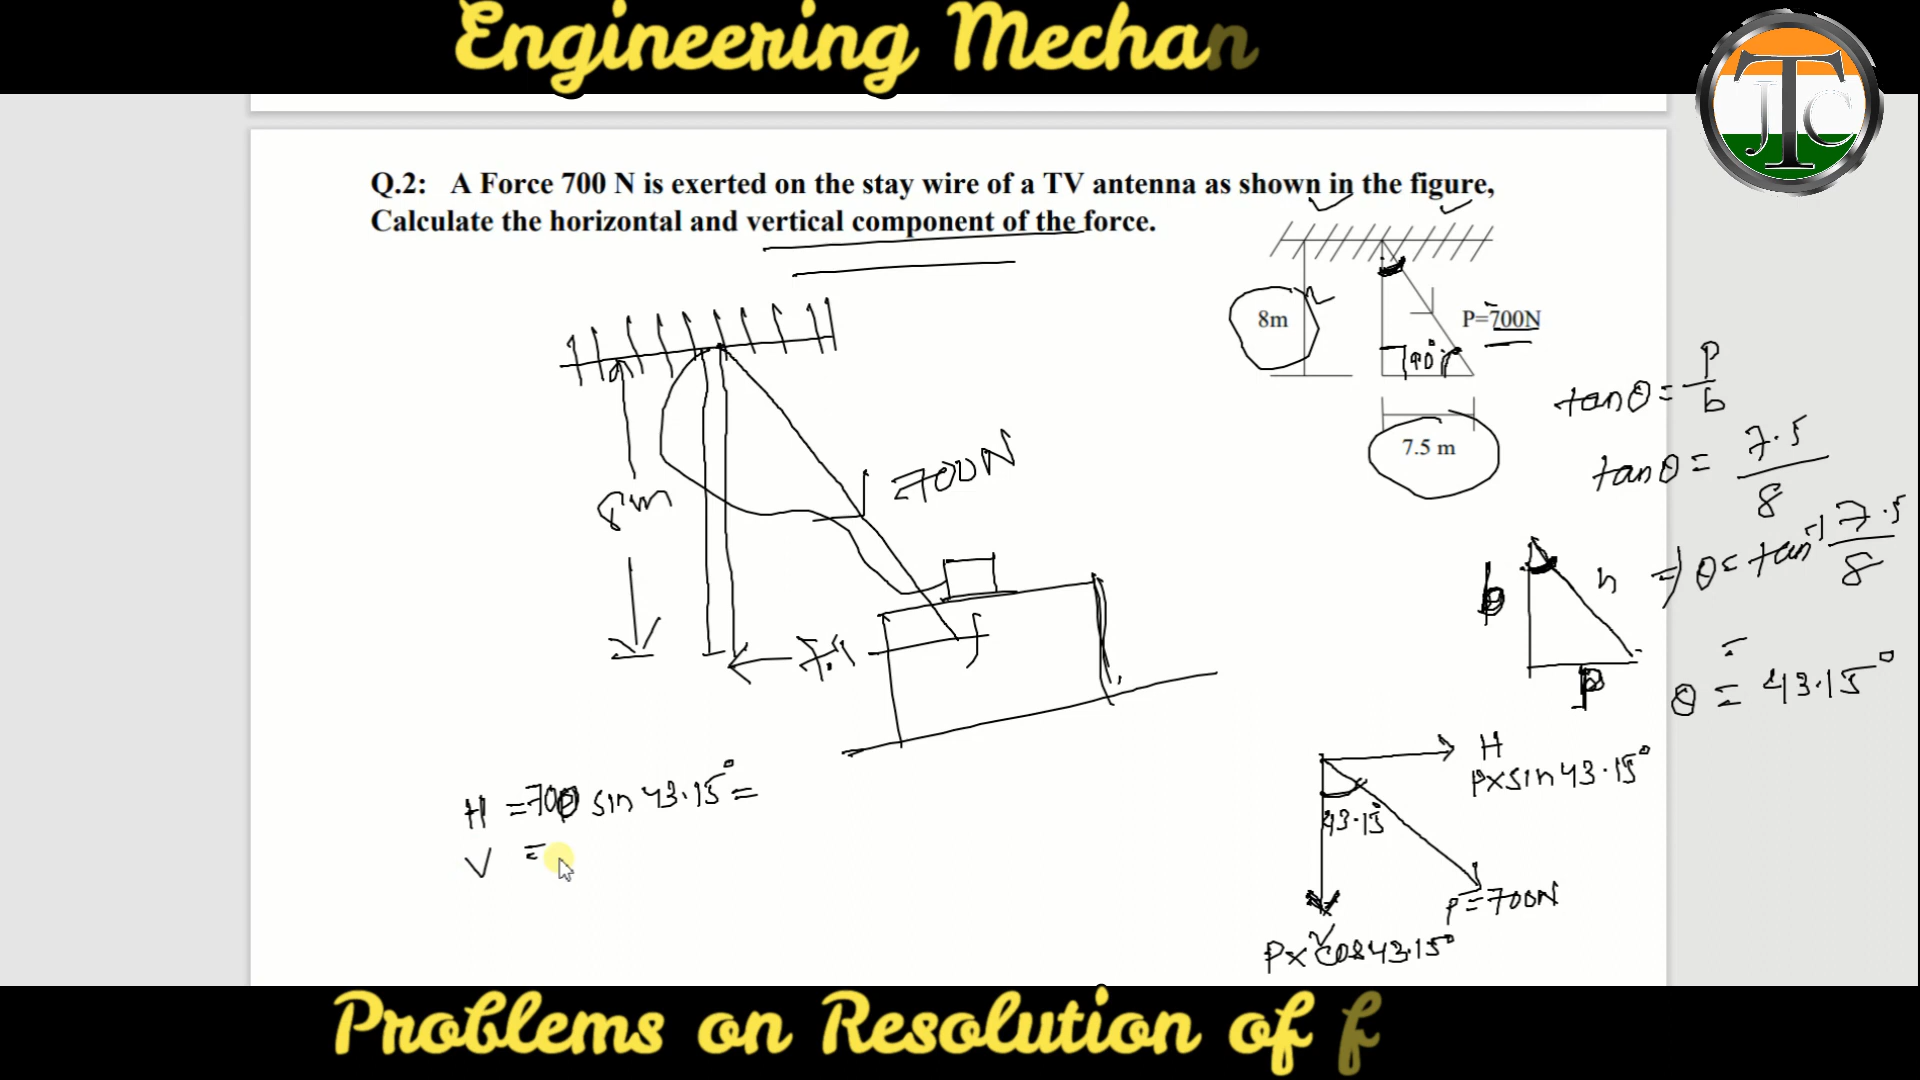 Engineering Mechan
JTC
Q.2: A Force 700 N is exerted on the stay wire of a TV antenna as shown in the figure,
Calculate the horizontal and vertical component of the force.
8m
P=700N
90°
7.5 m
tanθ = P/b
tanθ = 7.5/8
⇒ θ = tan⁻¹ 7.5/8
=
θ = 43.15°
b
h
p
8m
700N
7.5
H
P×sin43.15°
43.15°
P=700N
P×cos43.15°
H = 700 sin 43.15° =
V =
Problems on Resolution of f